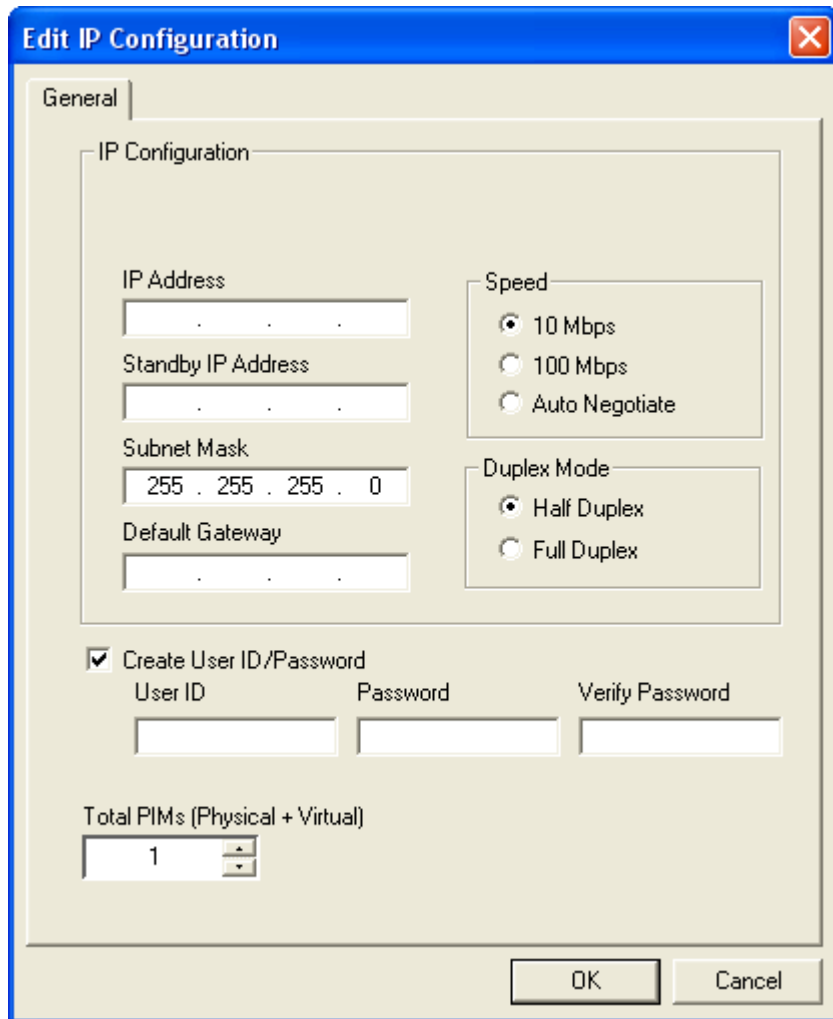 Edit IP Configuration
General
IP Configuration
IP Address
. . .
Standby IP Address
. . .
Subnet Mask
255 . 255 . 255 . 0
Default Gateway
. . .
Speed
10 Mbps
100 Mbps
Auto Negotiate
Duplex Mode
Half Duplex
Full Duplex
Create User ID/Password
User ID Password Verify Password
Total PIMs (Physical + Virtual)
1
OK Cancel